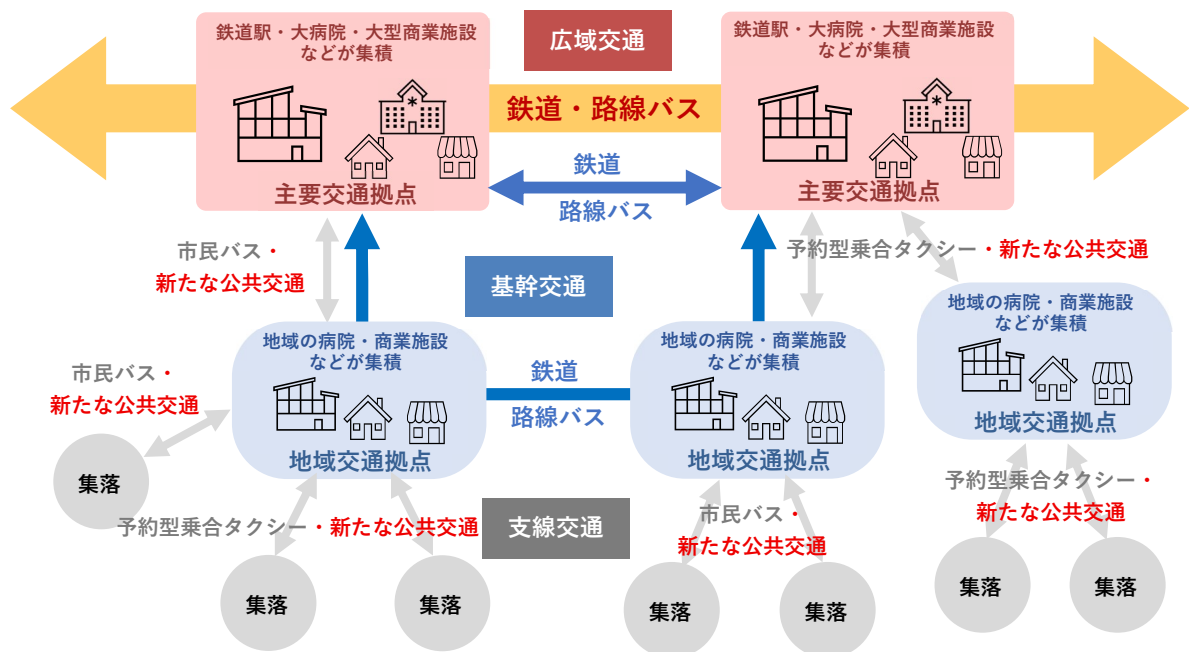 鉄道駅・大病院・大型商業施設
などが集積
広域交通
鉄道駅・大病院・大型商業施設
などが集積
鉄道・路線バス
主要交通拠点
鉄道
路線バス
主要交通拠点
市民バス・
新たな公共交通
予約型乗合タクシー・新たな公共交通
基幹交通
地域の病院・商業施設
などが集積
地域交通拠点
鉄道
路線バス
地域の病院・商業施設
などが集積
地域交通拠点
地域の病院・商業施設
などが集積
地域交通拠点
市民バス・
新たな公共交通
集落
予約型乗合タクシー・新たな公共交通
支線交通
市民バス・
新たな公共交通
予約型乗合タクシー・
新たな公共交通
集落
集落
集落
集落
集落
集落